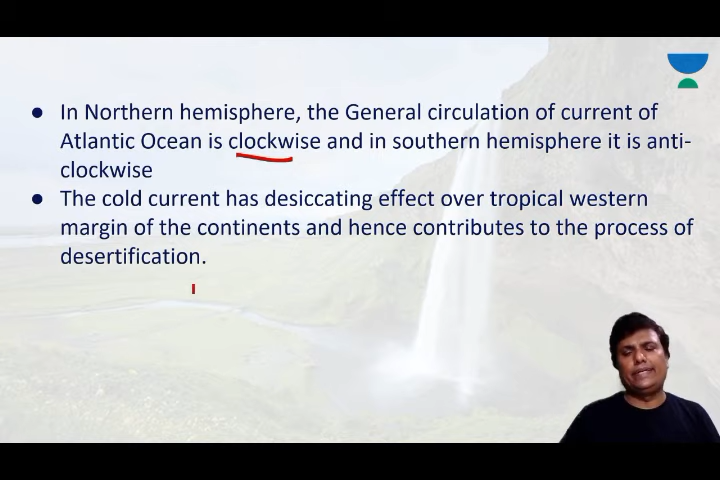 ● In Northern hemisphere, the General circulation of current of
Atlantic Ocean is clockwise and in southern hemisphere it is anti-
clockwise
● The cold current has desiccating effect over tropical western
margin of the continents and hence contributes to the process of
desertification.